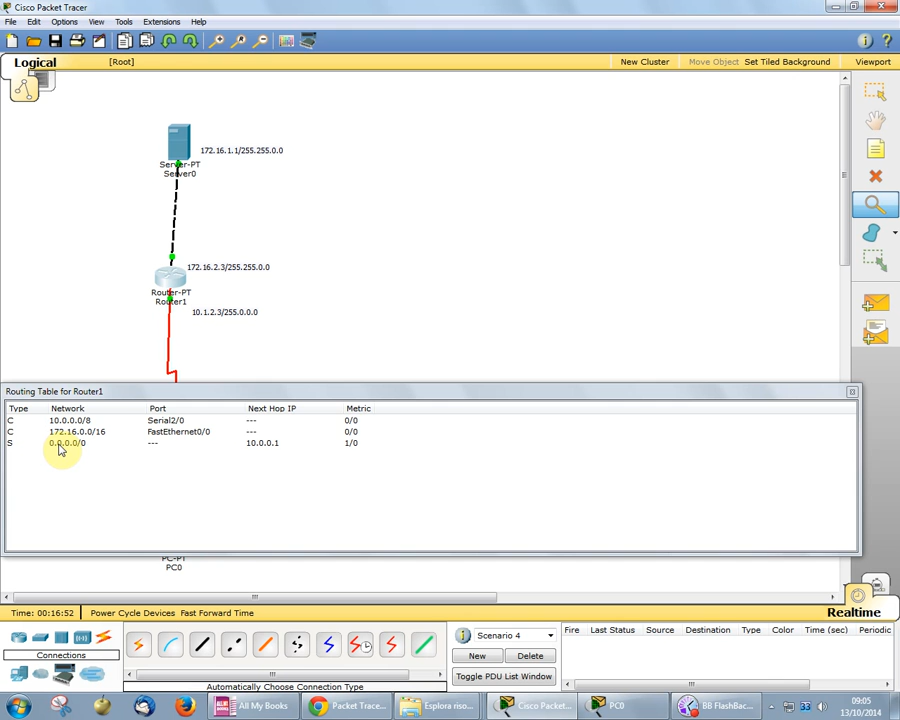 Cisco Packet Tracer
File Edit Options View Tools Extensions Help
Logical [Root] New Cluster Move Object Set Tiled Background Viewport
172.16.1.1/255.255.0.0
Server-PT
Server0
172.16.2.3/255.255.0.0
Router-PT
Router1
10.1.2.3/255.0.0.0
Routing Table for Router1
Type Network Port Next Hop IP Metric
C 10.0.0.0/8 Serial2/0 --- 0/0
C 172.16.0.0/16 FastEthernet0/0 --- 0/0
S 0.0.0.0/0 --- 10.0.0.1 1/0
PC-PT
PC0
Time: 00:16:52 Power Cycle Devices Fast Forward Time Realtime
Scenario 4 Fire Last Status Source Destination Type Color Time (sec) Periodic
New Delete
Connections
Toggle PDU List Window
Automatically Choose Connection Type
All My Books Packet Trace... Esplora riso... Cisco Packet... PC0 BB FlashBac... 33 09:05
13/10/2014